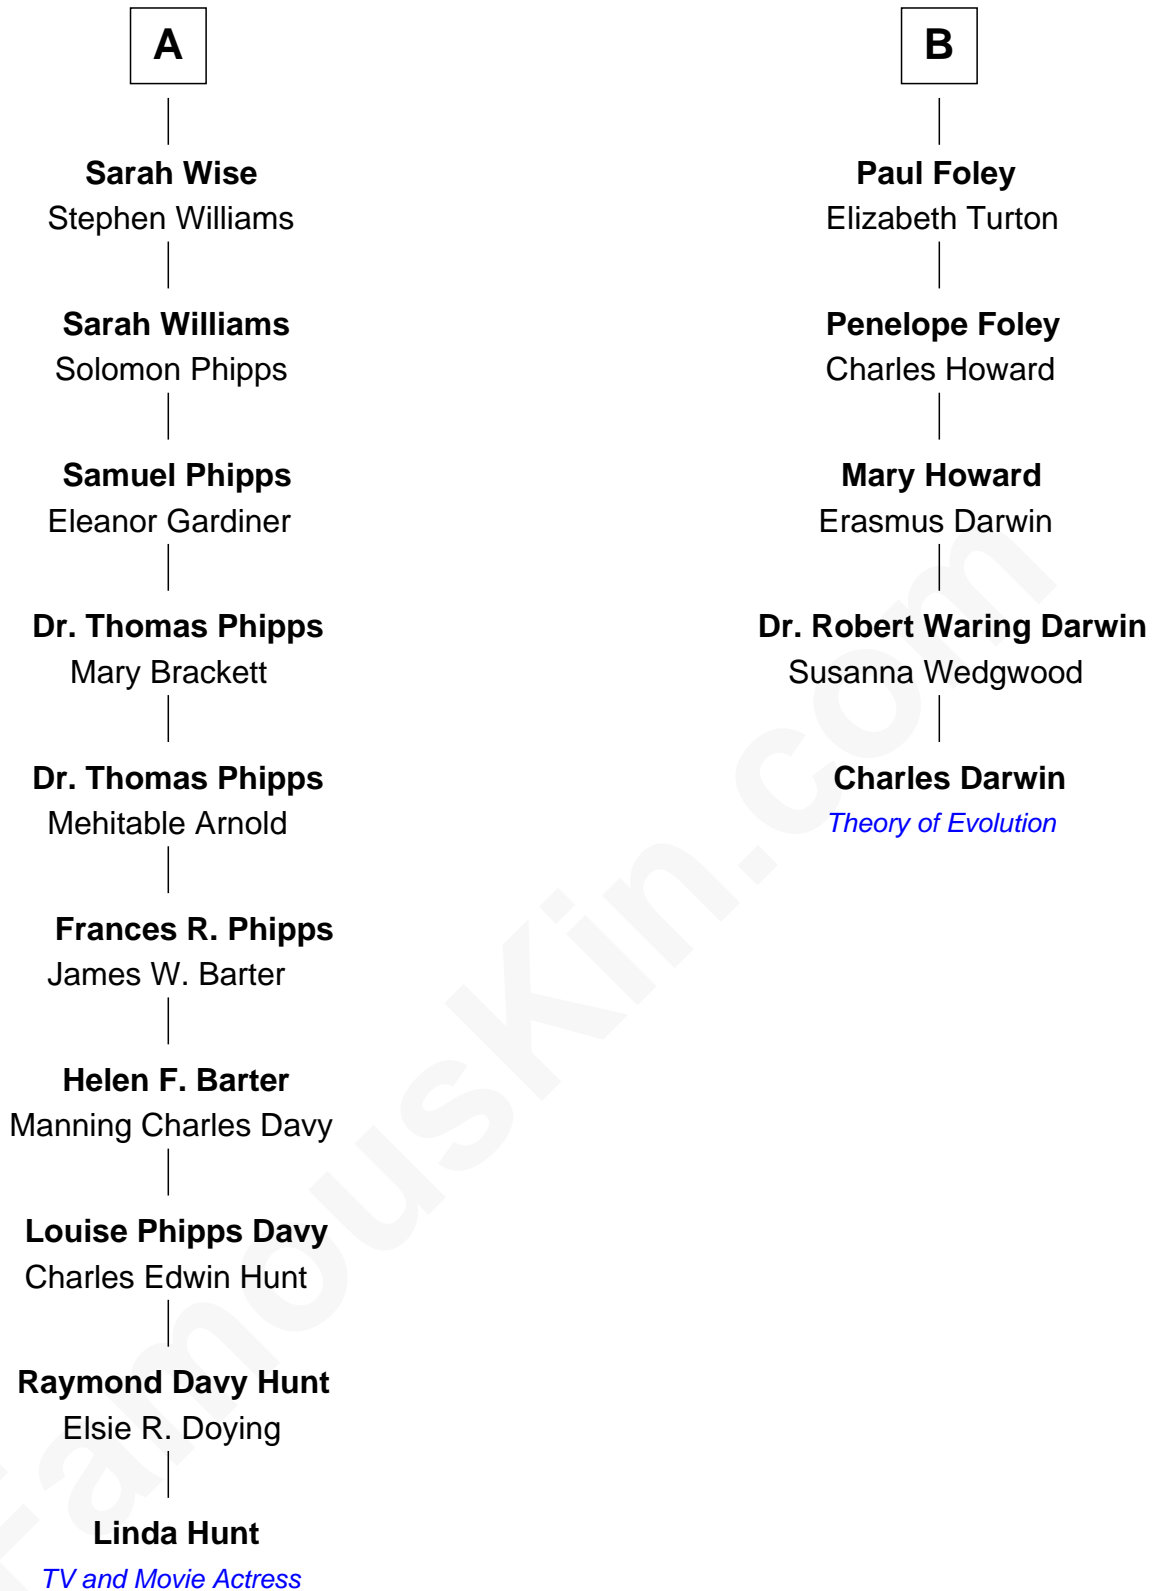 A
Sarah Wise
Stephen Williams
Sarah Williams
Solomon Phipps
Samuel Phipps
Eleanor Gardiner
Dr. Thomas Phipps
Mary Brackett
Dr. Thomas Phipps
Mehitable Arnold
Frances R. Phipps
James W. Barter
Helen F. Barter
Manning Charles Davy
Louise Phipps Davy
Charles Edwin Hunt
Raymond Davy Hunt
Elsie R. Doying
Linda Hunt
TV and Movie Actress
B
Paul Foley
Elizabeth Turton
Penelope Foley
Charles Howard
Mary Howard
Erasmus Darwin
Dr. Robert Waring Darwin
Susanna Wedgwood
Charles Darwin
Theory of Evolution
FamousKin.com